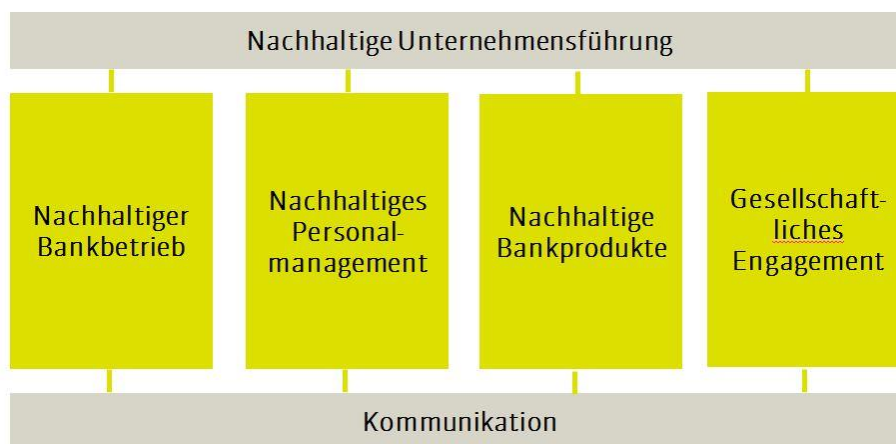 Nachhaltige Unternehmensführung
Nachhaltiger
Bankbetrieb
Nachhaltiges
Personal-
management
Nachhaltige
Bankprodukte
Gesellschaft-
liches
Engagement
Kommunikation